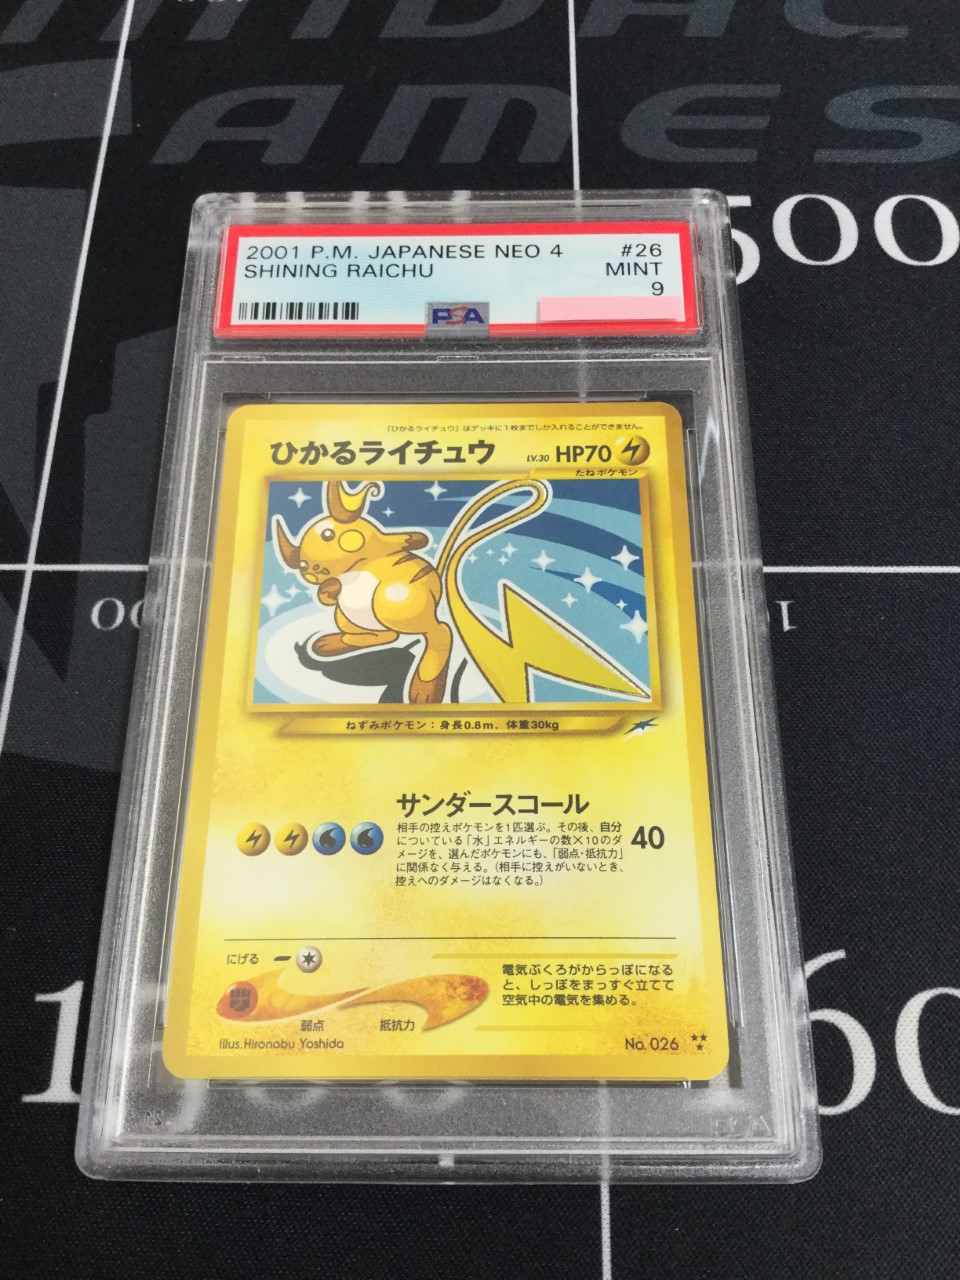 AMES
500
2001 P.M. JAPANESE NEO 4 #26
SHINING RAICHU MINT
9
PSA
「ひかるライチュウ」はデッキに1枚までしか入れることができません。
ひかるライチュウ LV.30 HP70
たねポケモン
ねずみポケモン：身長0.8m、体重30kg
サンダースコール
相手の控えポケモンを1匹選ぶ。その後、自分
についている「水」エネルギーの数×10のダ
メージを、選んだポケモンにも、「弱点・抵抗力」
に関係なく与える。（相手に控えがいないとき、
控えへのダメージはなくなる。）
40
にげる
電気ぶくろがからっぽになる
と、しっぽをまっすぐ立てて
空気中の電気を集める。
弱点 抵抗力
Illus. Hironobu Yoshida No. 026